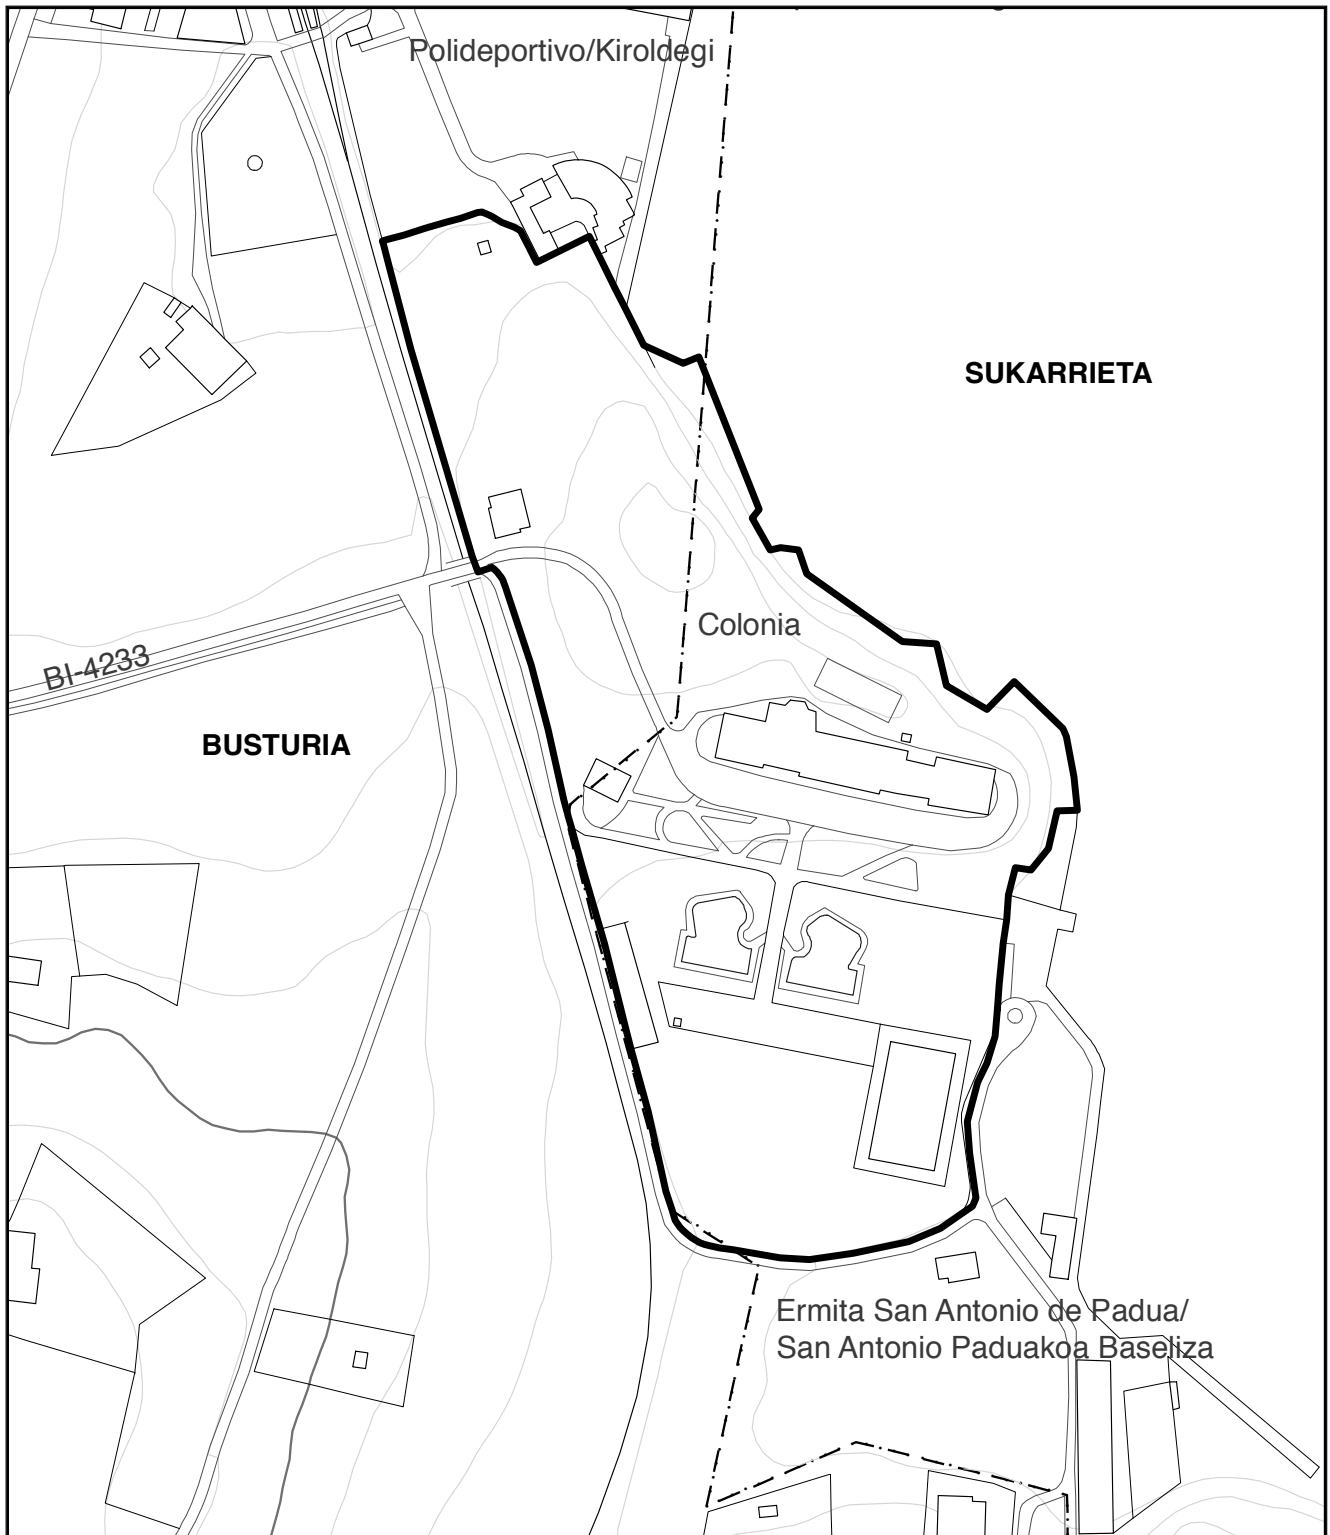 Polideportivo/Kiroldegi
SUKARRIETA
Colonia
BI-4233
BUSTURIA
Ermita San Antonio de Padua/
San Antonio Paduakoa Baseliza